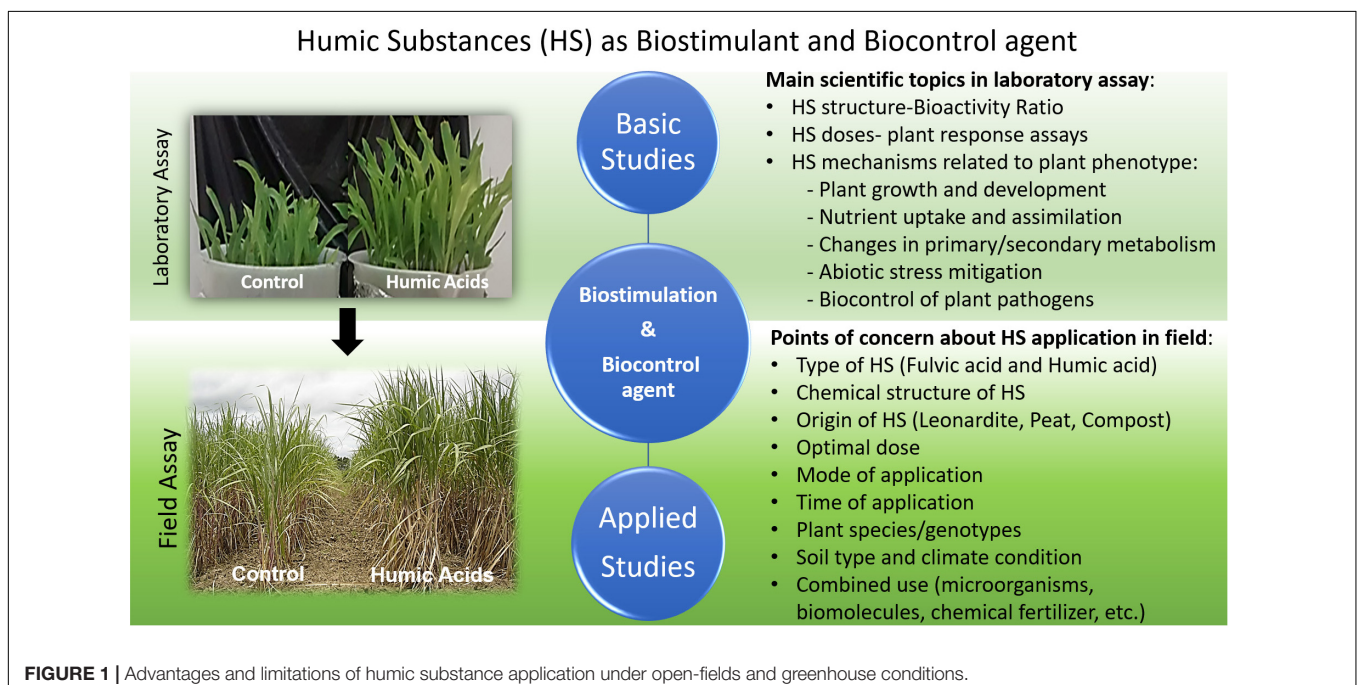 Humic Substances (HS) as Biostimulant and Biocontrol agent
Laboratory Assay
Control
Humic Acids
Basic
Studies
Main scientific topics in laboratory assay:
• HS structure-Bioactivity Ratio
• HS doses- plant response assays
• HS mechanisms related to plant phenotype:
- Plant growth and development
- Nutrient uptake and assimilation
- Changes in primary/secondary metabolism
- Abiotic stress mitigation
- Biocontrol of plant pathogens
Biostimulation
&
Biocontrol
agent
Field Assay
Control
Humic Acids
Applied
Studies
Points of concern about HS application in field:
• Type of HS (Fulvic acid and Humic acid)
• Chemical structure of HS
• Origin of HS (Leonardite, Peat, Compost)
• Optimal dose
• Mode of application
• Time of application
• Plant species/genotypes
• Soil type and climate condition
• Combined use (microorganisms,
biomolecules, chemical fertilizer, etc.)
FIGURE 1 | Advantages and limitations of humic substance application under open-fields and greenhouse conditions.